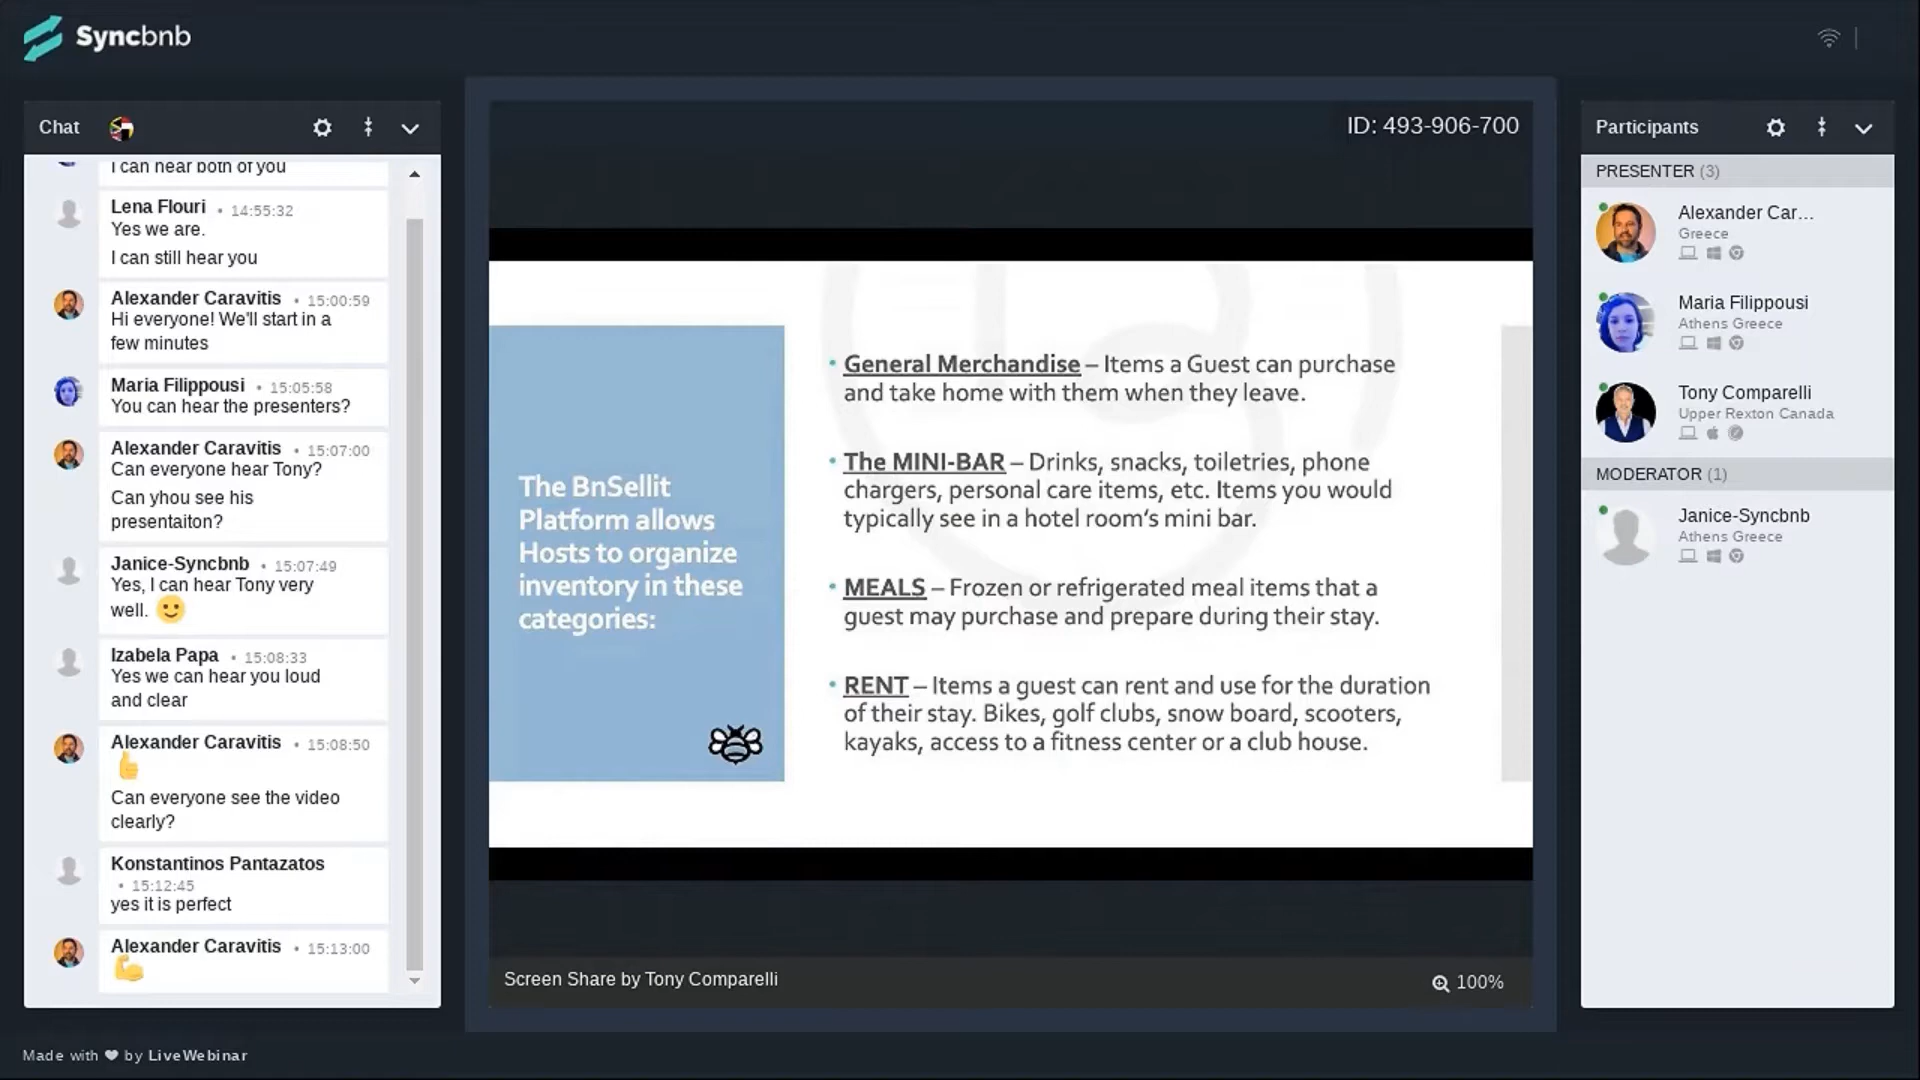 Syncbnb
Chat
I can hear both of you
Lena Flouri • 14:55:32
Yes we are.
I can still hear you
Alexander Caravitis • 15:00:59
Hi everyone! We'll start in a
few minutes
Maria Filippousi • 15:05:58
You can hear the presenters?
Alexander Caravitis • 15:07:00
Can everyone hear Tony?
Can yhou see his
presentaiton?
Janice-Syncbnb • 15:07:49
Yes, I can hear Tony very
well. 🙂
Izabela Papa • 15:08:33
Yes we can hear you loud
and clear
Alexander Caravitis • 15:08:50
👍
Can everyone see the video
clearly?
Konstantinos Pantazatos
• 15:12:45
yes it is perfect
Alexander Caravitis • 15:13:00
💪
ID: 493-906-700
The BnSellit
Platform allows
Hosts to organize
inventory in these
categories:
• General Merchandise – Items a Guest can purchase
and take home with them when they leave.
• The MINI-BAR – Drinks, snacks, toiletries, phone
chargers, personal care items, etc. Items you would
typically see in a hotel room's mini bar.
• MEALS – Frozen or refrigerated meal items that a
guest may purchase and prepare during their stay.
• RENT – Items a guest can rent and use for the duration
of their stay. Bikes, golf clubs, snow board, scooters,
kayaks, access to a fitness center or a club house.
Screen Share by Tony Comparelli
100%
Participants
PRESENTER (3)
Alexander Car...
Greece
Maria Filippousi
Athens Greece
Tony Comparelli
Upper Rexton Canada
MODERATOR (1)
Janice-Syncbnb
Athens Greece
Made with ❤ by LiveWebinar